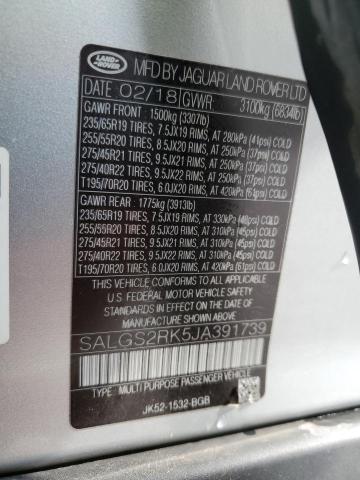 LAND ROVER
MFD BY JAGUAR LAND ROVER LTD
DATE 02/18 GVWR 3100kg (6834lb)
GAWR FRONT 1500kg (3307lb)
235/65R19 TIRES, 7.5JX19 RIMS, AT 280kPa (41psi) COLD
255/55R20 TIRES, 8.5JX20 RIMS, AT 250kPa (37psi) COLD
275/45R21 TIRES, 9.5JX21 RIMS, AT 250kPa (37psi) COLD
275/40R22 TIRES, 9.5JX22 RIMS, AT 250kPa (37psi) COLD
T195/70R20 TIRES, 6.0JX20 RIMS, AT 420kPa (61psi) COLD
GAWR REAR: 1775kg (3913lb)
235/65R19 TIRES, 7.5JX19 RIMS, AT 330kPa (48psi) COLD
255/55R20 TIRES, 8.5JX20 RIMS, AT 310kPa (45psi) COLD
275/45R21 TIRES, 9.5JX21 RIMS, AT 310kPa (45psi) COLD
275/40R22 TIRES, 9.5JX22 RIMS, AT 310kPa (45psi) COLD
T195/70R20 TIRES, 6.0JX20 RIMS, AT 420kPa (61psi) COLD
THIS VEHICLE CONFORMS TO ALL APPLICABLE
U.S. FEDERAL MOTOR VEHICLE SAFETY STANDARDS
IN EFFECT ON THE DATE OF MANUFACTURE SHOWN ABOVE
SALGS2RK5JA391739
TYPE: MULTI PURPOSE PASSENGER VEHICLE
JK52-1532-BGB